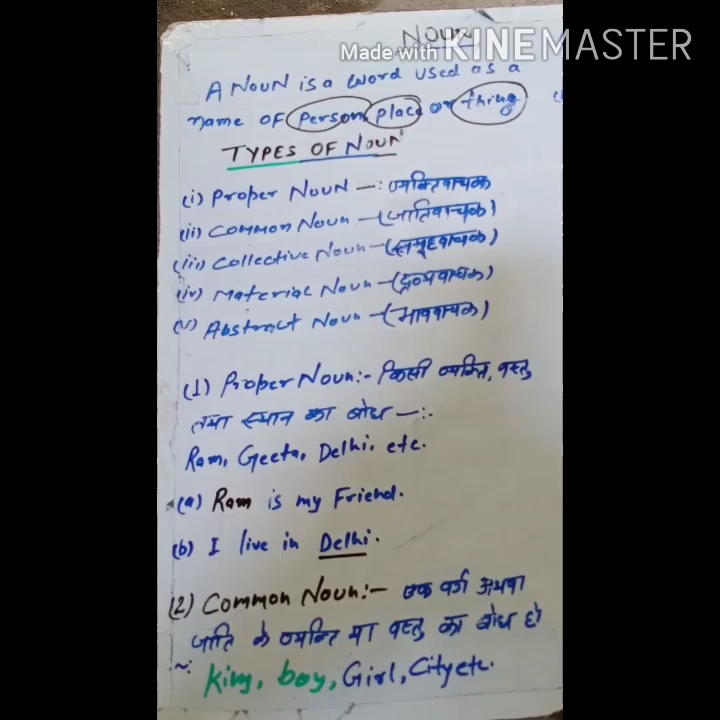 NOUN
Made with KINEMASTER
A NOUN is a word used as a
name of person, place or thing
TYPES OF NOUN
(i) Proper Noun —: व्यक्तिवाचक
(ii) Common Noun —(जातिवाचक)
(iii) Collective Noun—(समूहवाचक)
(iv) Material Noun —(द्रव्यवाचक)
(v) Abstract Noun —(भाववाचक)
(1) Proper Noun:- किसी व्यक्ति, वस्तु
तथा स्थान का बोध —:-
Ram, Geeta, Delhi, etc.
(a) Ram is my Friend.
(b) I live in Delhi.
(2) Common Noun:- एक वर्ग अथवा
जाति के व्यक्ति या वस्तु का बोध हो
~: King, boy, Girl, City etc.